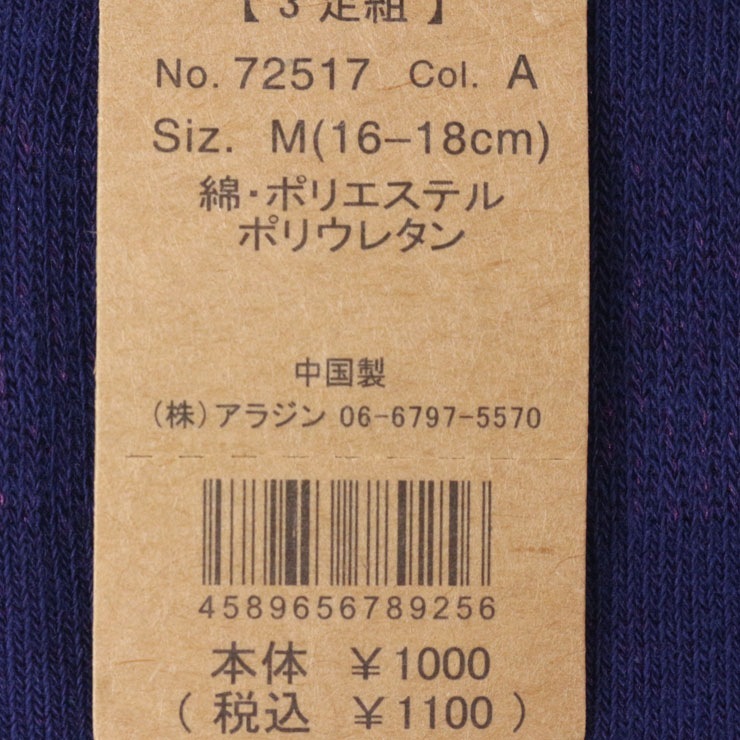 【 3 足組 】
No. 72517 Col. A
Siz. M(16–18cm)
綿・ポリエステル
ポリウレタン
中国製
（株）アラジン 06-6797-5570
4589656789256
本体 ￥1000
( 税込 ￥1100 )